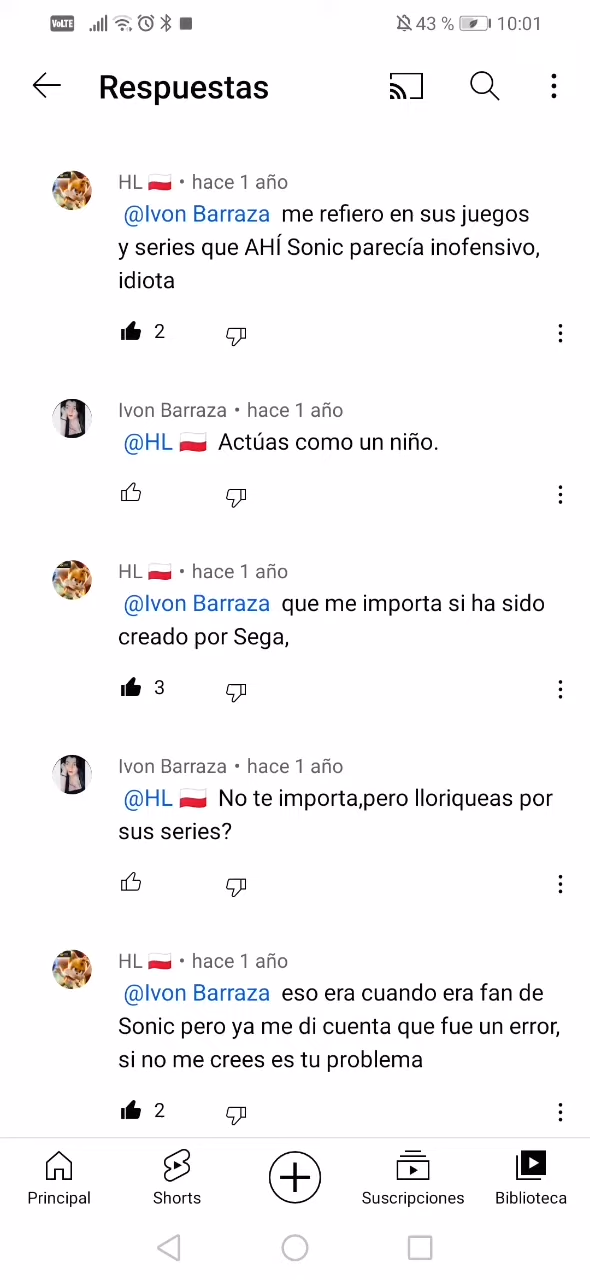 VoLTE 43 % 10:01
Respuestas
HL 🇵🇱 • hace 1 año
@Ivon Barraza me refiero en sus juegos
y series que AHÍ Sonic parecía inofensivo,
idiota
2
Ivon Barraza • hace 1 año
@HL 🇵🇱 Actúas como un niño.
HL 🇵🇱 • hace 1 año
@Ivon Barraza que me importa si ha sido
creado por Sega,
3
Ivon Barraza • hace 1 año
@HL 🇵🇱 No te importa,pero lloriqueas por
sus series?
HL 🇵🇱 • hace 1 año
@Ivon Barraza eso era cuando era fan de
Sonic pero ya me di cuenta que fue un error,
si no me crees es tu problema
2
Principal Shorts Suscripciones Biblioteca